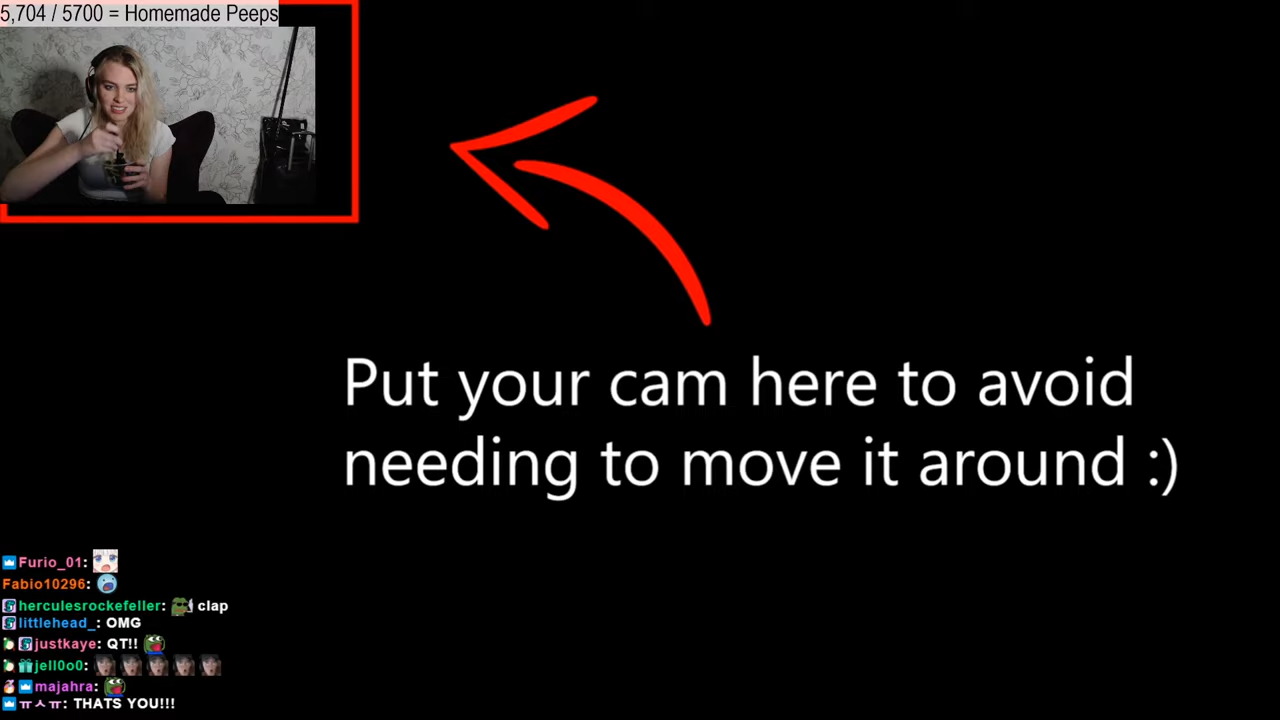 5,704 / 5700 = Homemade Peeps
Put your cam here to avoid
needing to move it around :)
Furio_01:
Fabio10296:
herculesrockefeller: clap
littlehead_: OMG
justkaye: QT!!
jell0o0:
majahra:
ㅠㅅㅠ: THATS YOU!!!